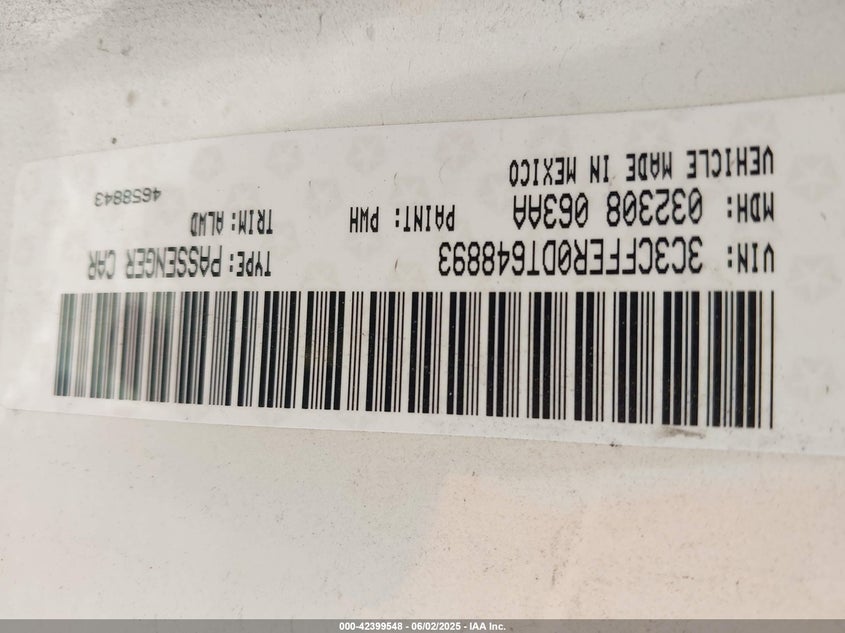 VIN: 3C3CFFER0DT648893 TYPE: PASSENGER CAR
MDH: 032308 063AA PAINT: PWH TRIM: ALWD
VEHICLE MADE IN MEXICO 4658843
000-42399548 - 06/02/2025 - IAA Inc.